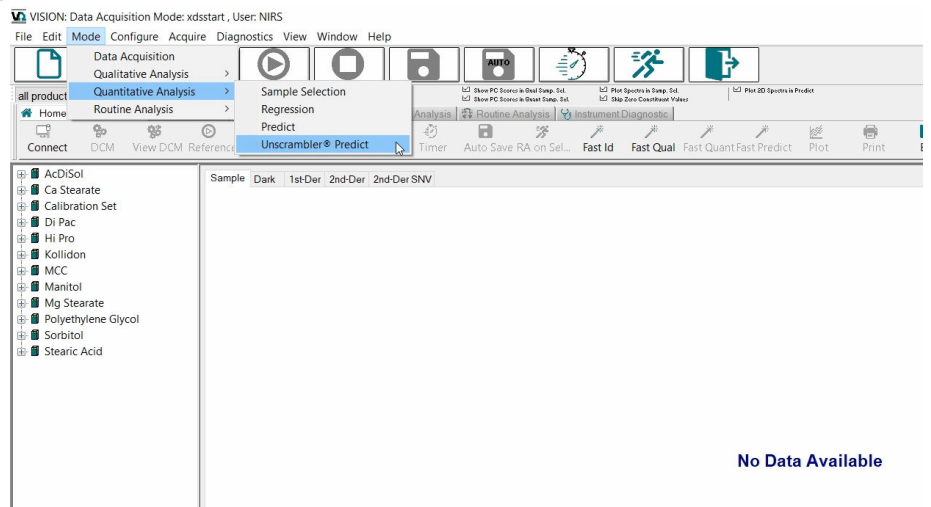 VISION: Data Acquisition Mode: xdsstart , User: NIRS
File Edit Mode Configure Acquire Diagnostics View Window Help
Data Acquisition
Qualitative Analysis
Quantitative Analysis
Routine Analysis
Sample Selection
Regression
Predict
Unscrambler® Predict
AUTO
Show PC Scores in Qual Samp. Sel.
Plot Spectra in Samp. Sel.
Plot 2D Spectra in Predict
Show PC Scores in Quant Samp. Sel.
Skip Zero Constituent Values
all product
Home
Analysis
Routine Analysis
Instrument Diagnostic
Connect DCM View DCM Reference Timer Auto Save RA on Sel... Fast Id Fast Qual Fast Quant Fast Predict Plot Print
AcDiSol
Ca Stearate
Calibration Set
Di Pac
Hi Pro
Kollidon
MCC
Manitol
Mg Stearate
Polyethylene Glycol
Sorbitol
Stearic Acid
Sample Dark 1st-Der 2nd-Der 2nd-Der SNV
No Data Available